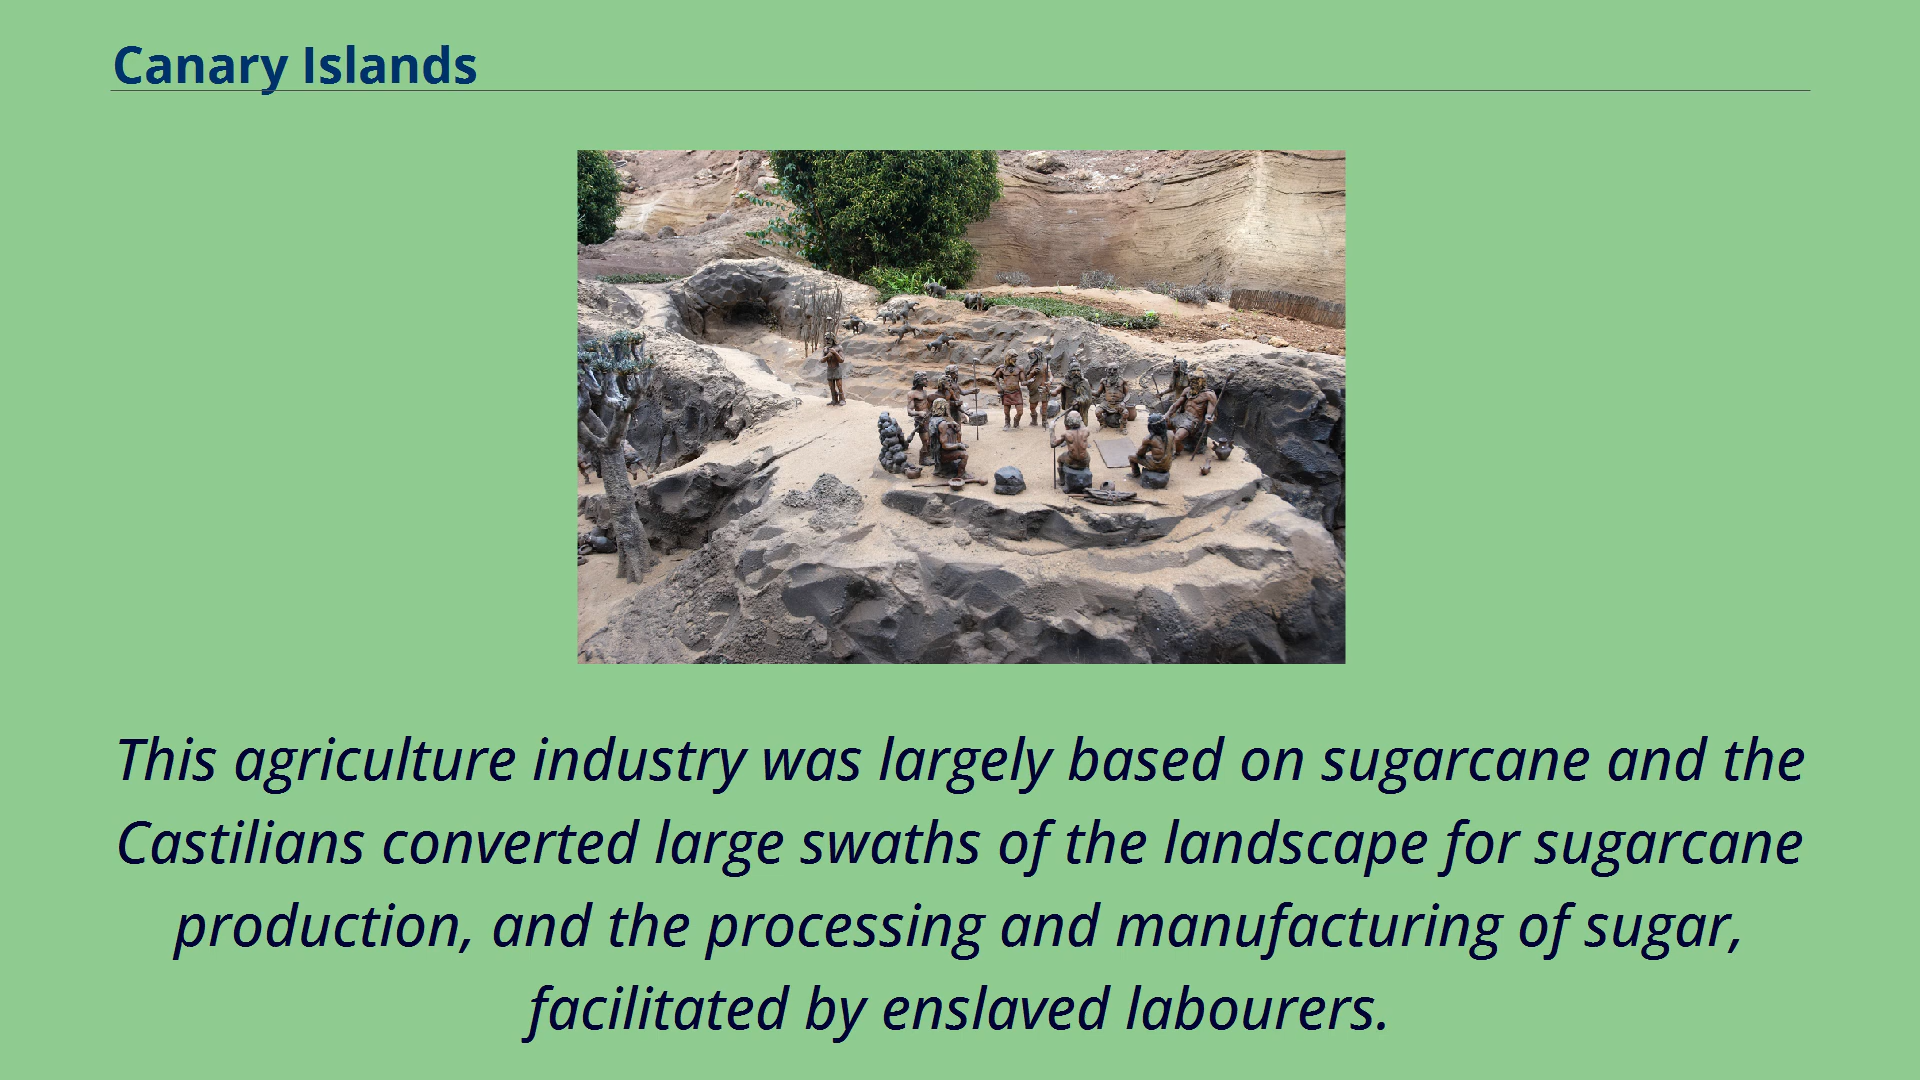 Canary Islands
This agriculture industry was largely based on sugarcane and the
Castilians converted large swaths of the landscape for sugarcane
production, and the processing and manufacturing of sugar,
facilitated by enslaved labourers.